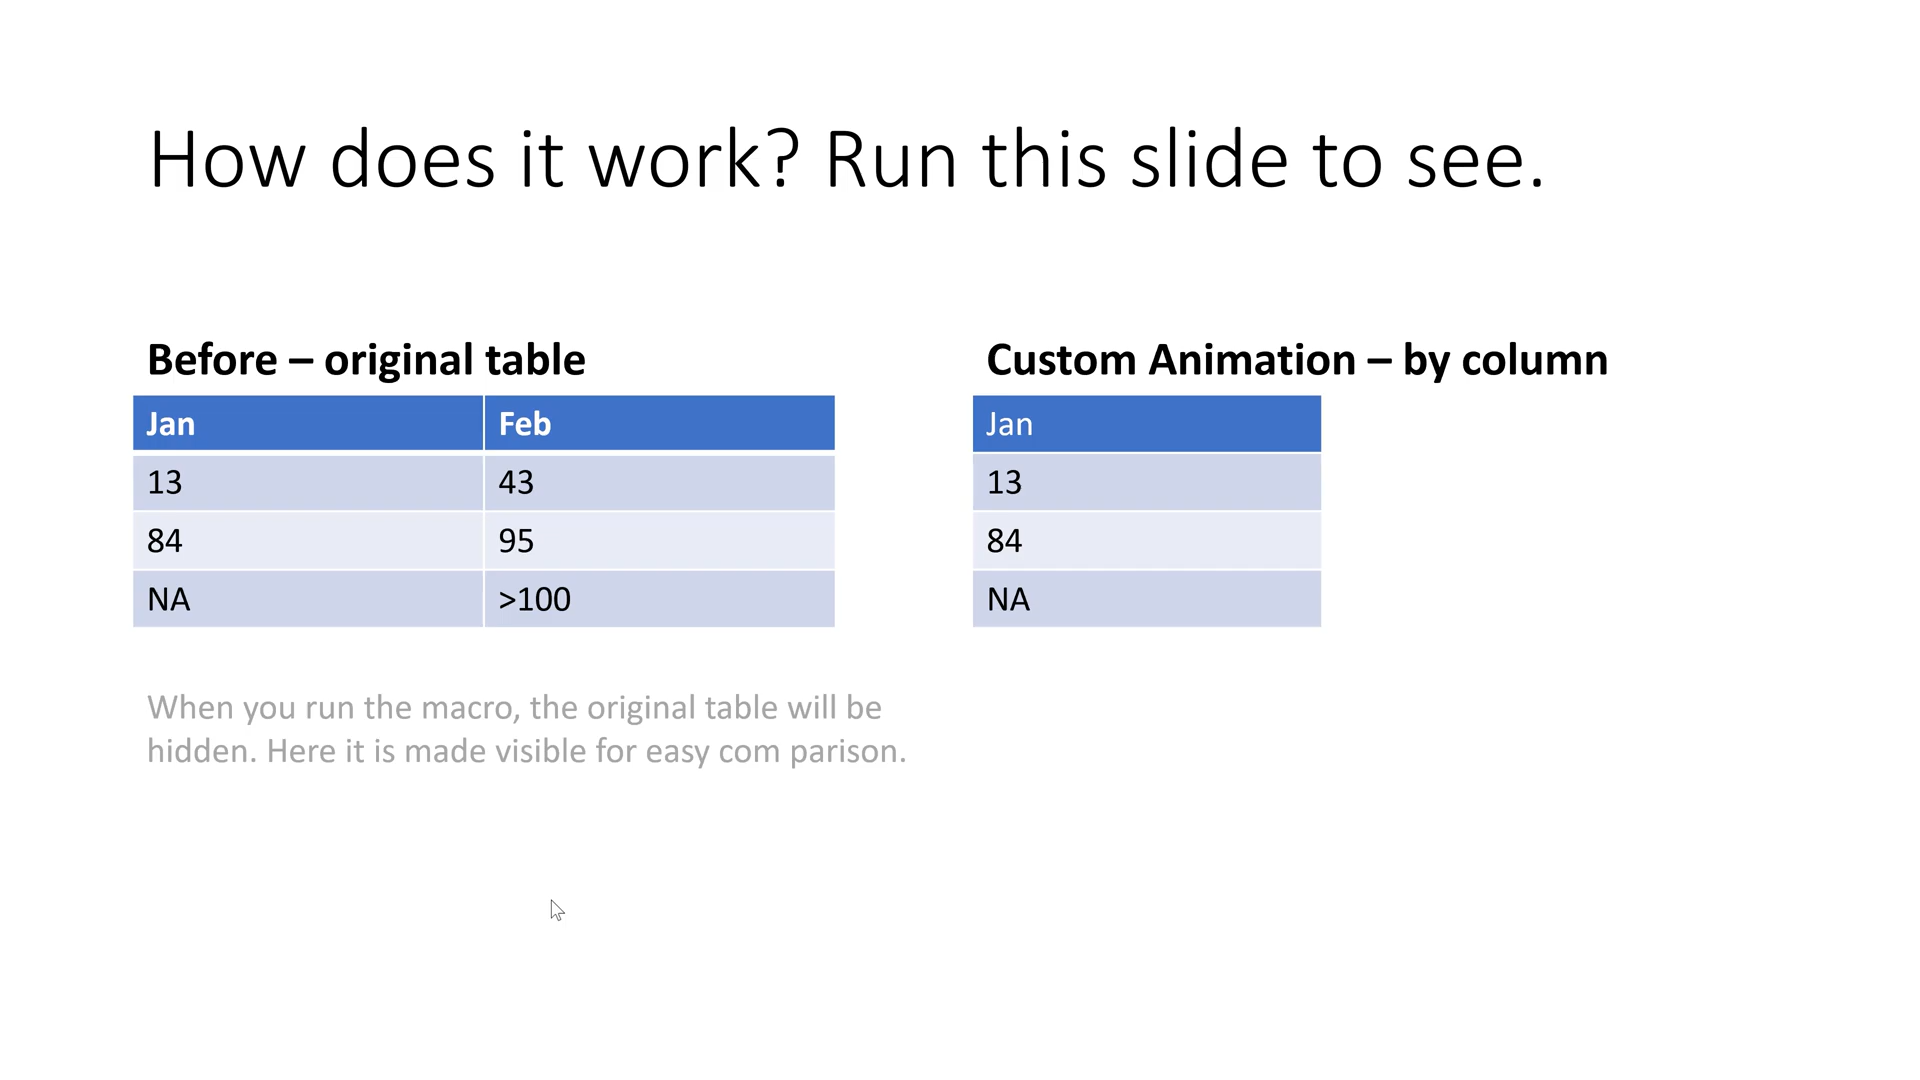 How does it work? Run this slide to see.
Before – original table
Jan Feb
13 43
84 95
NA >100
When you run the macro, the original table will be
hidden. Here it is made visible for easy com parison.
Custom Animation – by column
Jan
13
84
NA